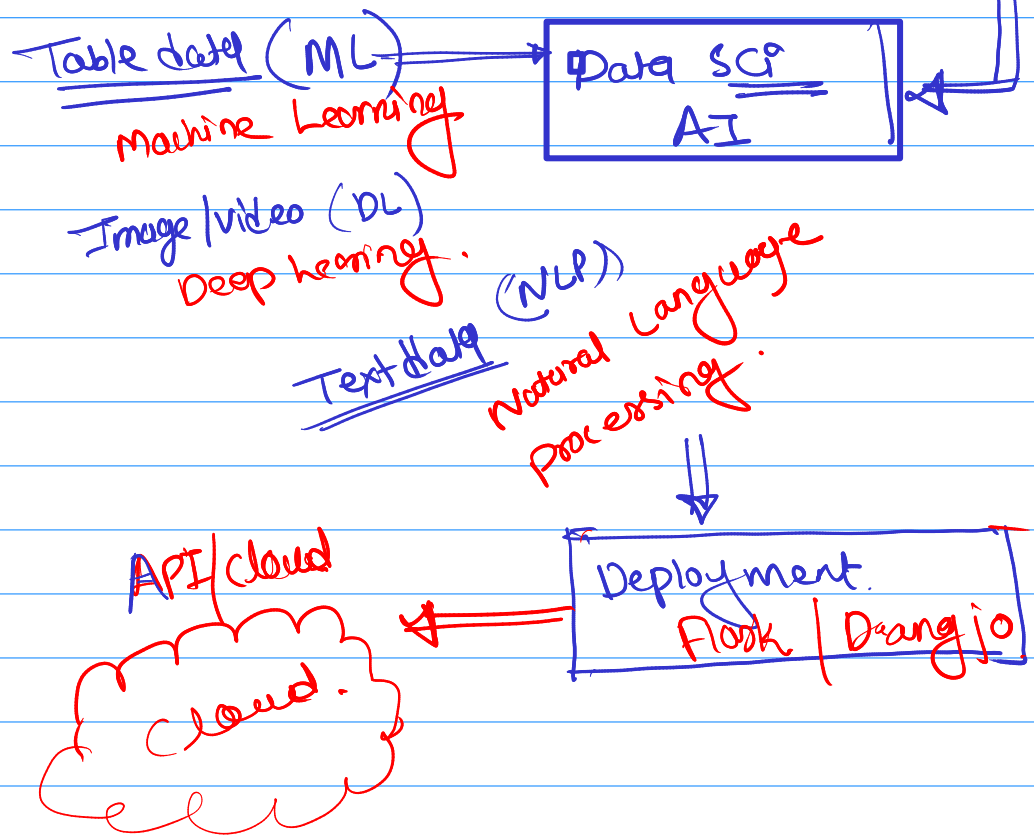 Table data (ML)
Machine Learning
Data Sci
AI
Image/video (DL)
Deep Learning.
(NLP)
Text data
Natural Language
Processing.
Deployment.
Flask / Daangjo
API/Cloud
Cloud.